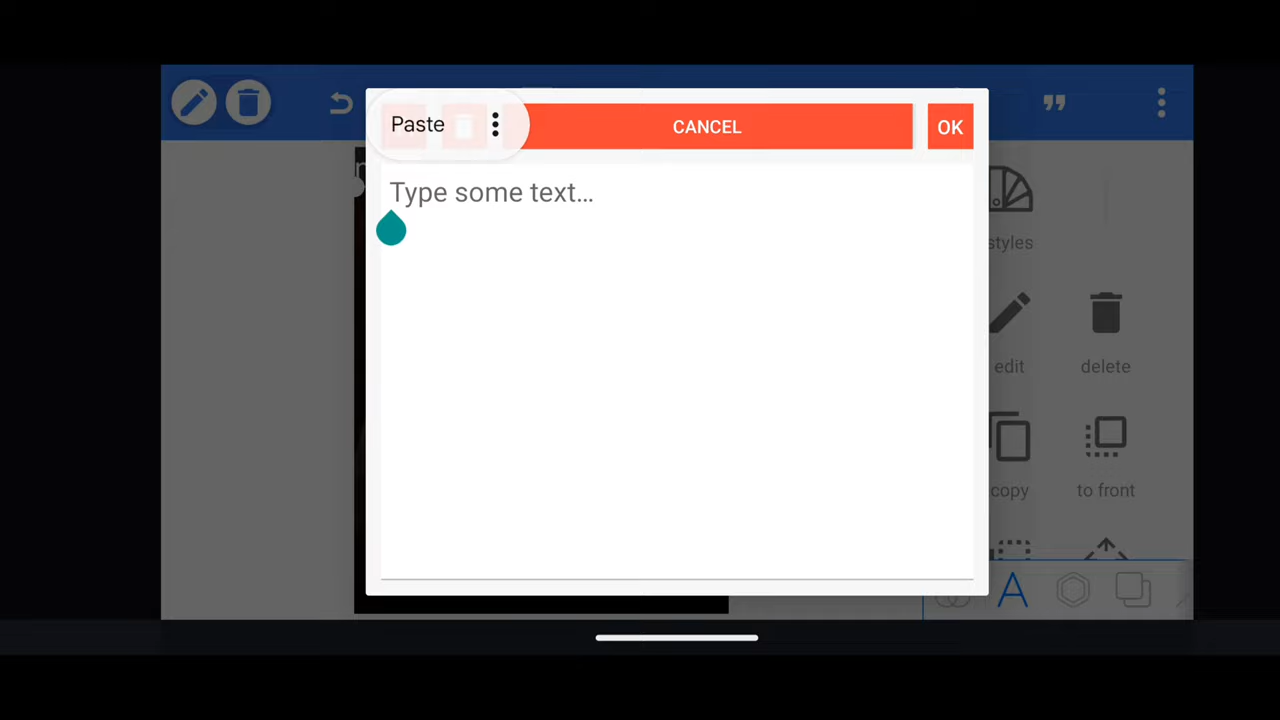 Paste
CANCEL
OK
Type some text...
styles
edit
delete
copy
to front